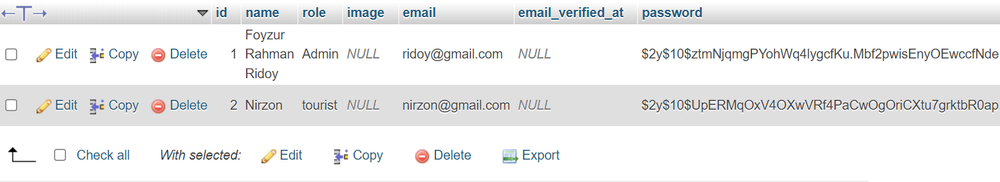 id name role image email email_verified_at password
Foyzur
Edit Copy Delete 1 Rahman Admin NULL ridoy@gmail.com NULL $2y$10$ztmNjqmgPYohWq4lygcfKu.Mbf2pwisEnyOEwccfNde
Ridoy
Edit Copy Delete 2 Nirzon tourist NULL nirzon@gmail.com NULL $2y$10$UpERMqOxV4OXwVRf4PaCwOgOriCXtu7grktbR0ap
Check all With selected: Edit Copy Delete Export